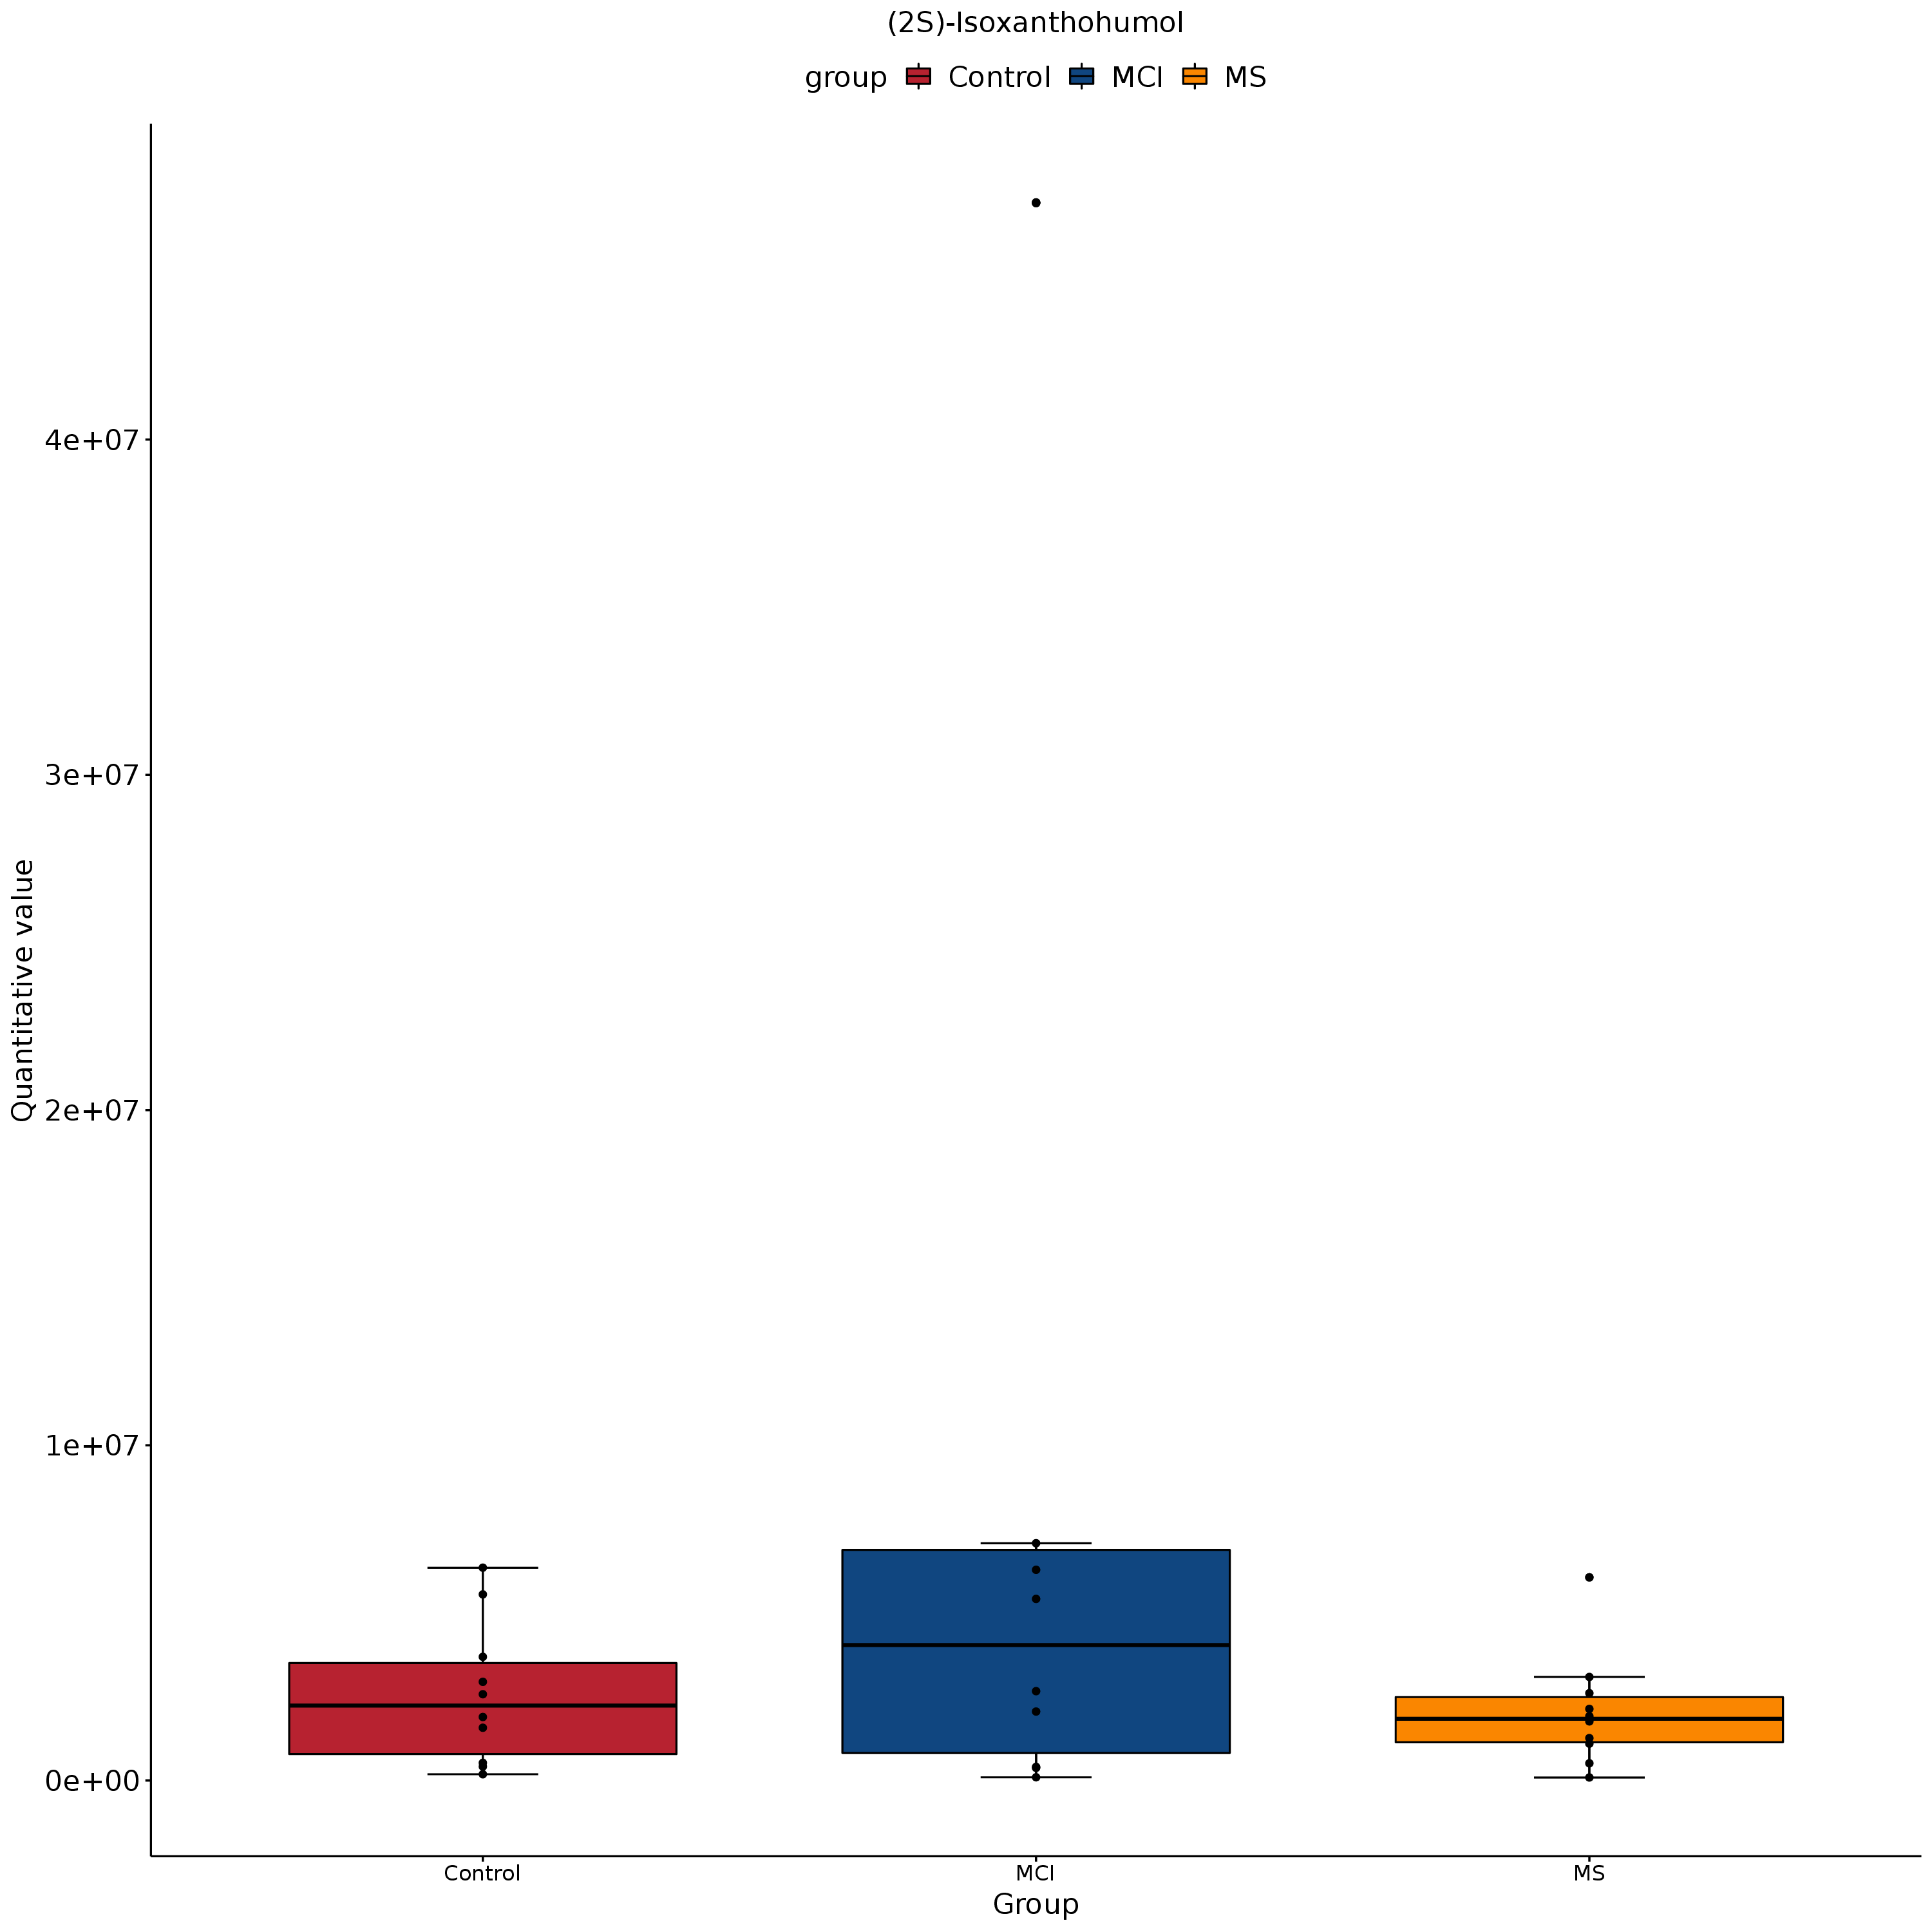 (2S)-Isoxanthohumol
group Control MCI MS
Quantitative value
4e+07
3e+07
2e+07
1e+07
0e+00
Control MCI MS
Group